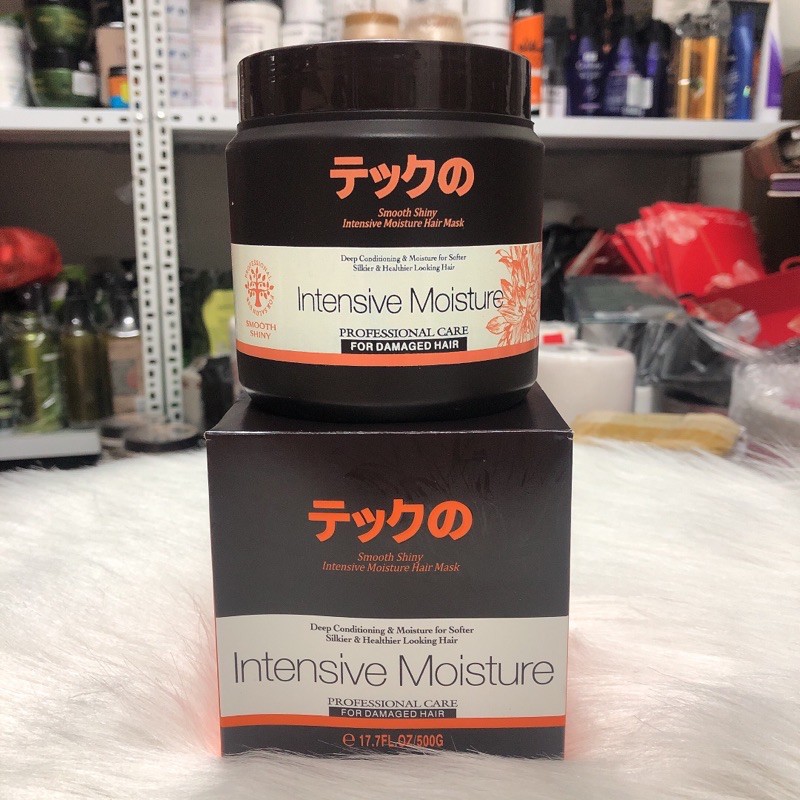 テックの
Smooth Shiny
Intensive Moisture Hair Mask
Deep Conditioning & Moisture for Softer
Silkier & Healthier Looking Hair
Intensive Moisture
PROFESSIONAL CARE
FOR DAMAGED HAIR
PROFESSIONAL
SMOOTH
SHINY
テックの
Smooth Shiny
Intensive Moisture Hair Mask
Deep Conditioning & Moisture for Softer
Silkier & Healthier Looking Hair
Intensive Moisture
PROFESSIONAL CARE
FOR DAMAGED HAIR
℮ 17.7FL.OZ/500G